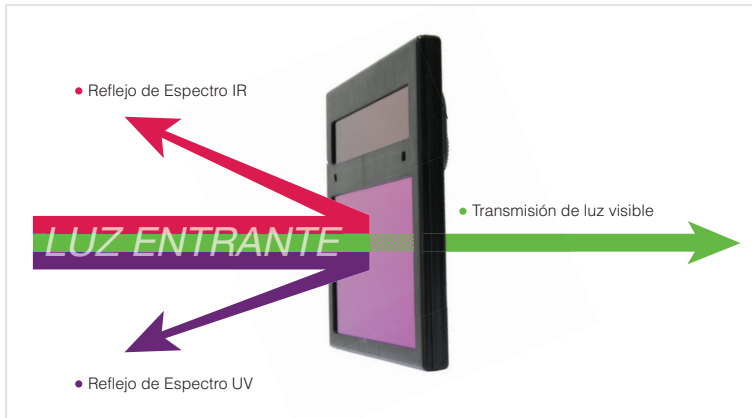 ● Reflejo de Espectro IR
LUZ ENTRANTE
● Transmisión de luz visible
● Reflejo de Espectro UV